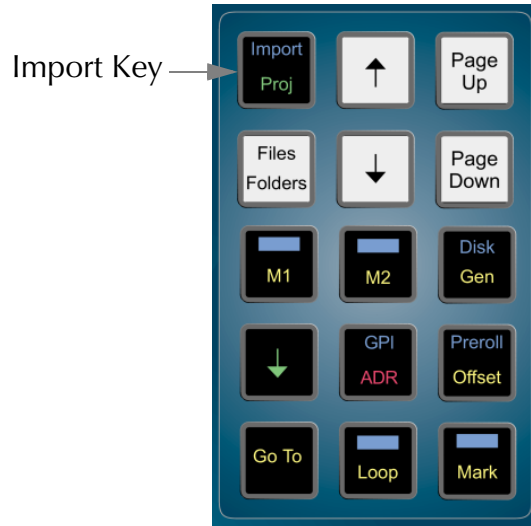 Import Key
Import
Proj
↑
Page
Up
Files
Folders
↓
Page
Down
M1
M2
Disk
Gen
↓
GPI
ADR
Preroll
Offset
Go To
Loop
Mark